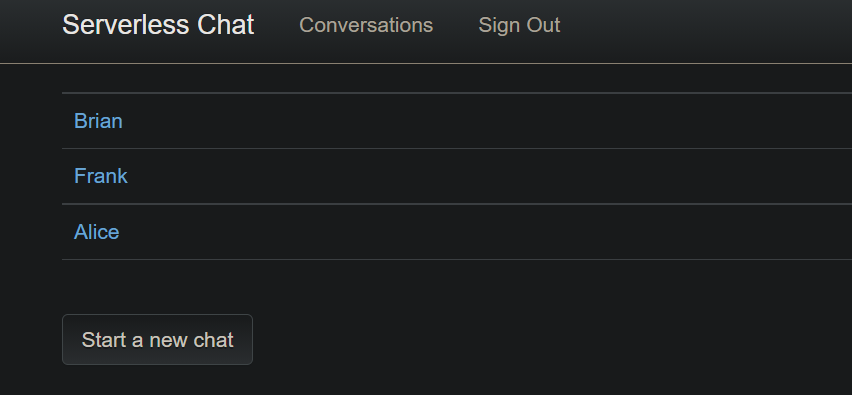 Serverless Chat Conversations Sign Out
Brian
Frank
Alice
Start a new chat